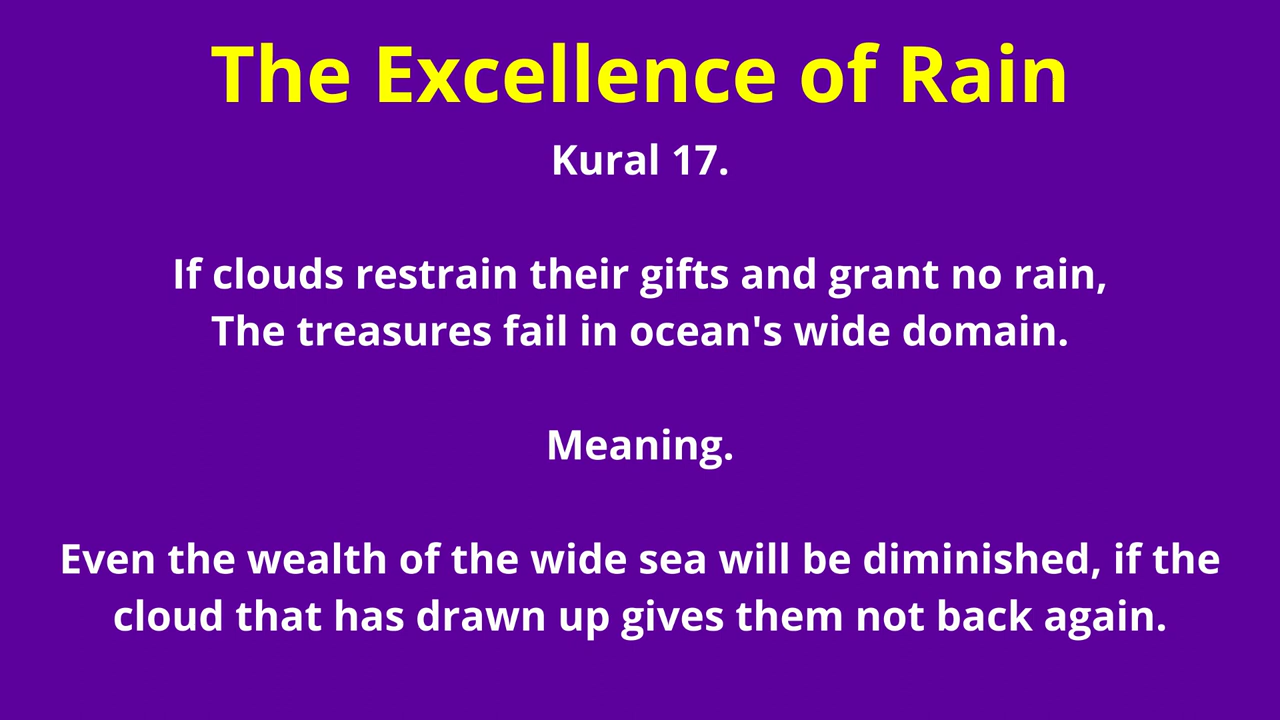 The Excellence of Rain
Kural 17.
If clouds restrain their gifts and grant no rain,
The treasures fail in ocean's wide domain.
Meaning.
Even the wealth of the wide sea will be diminished, if the
cloud that has drawn up gives them not back again.